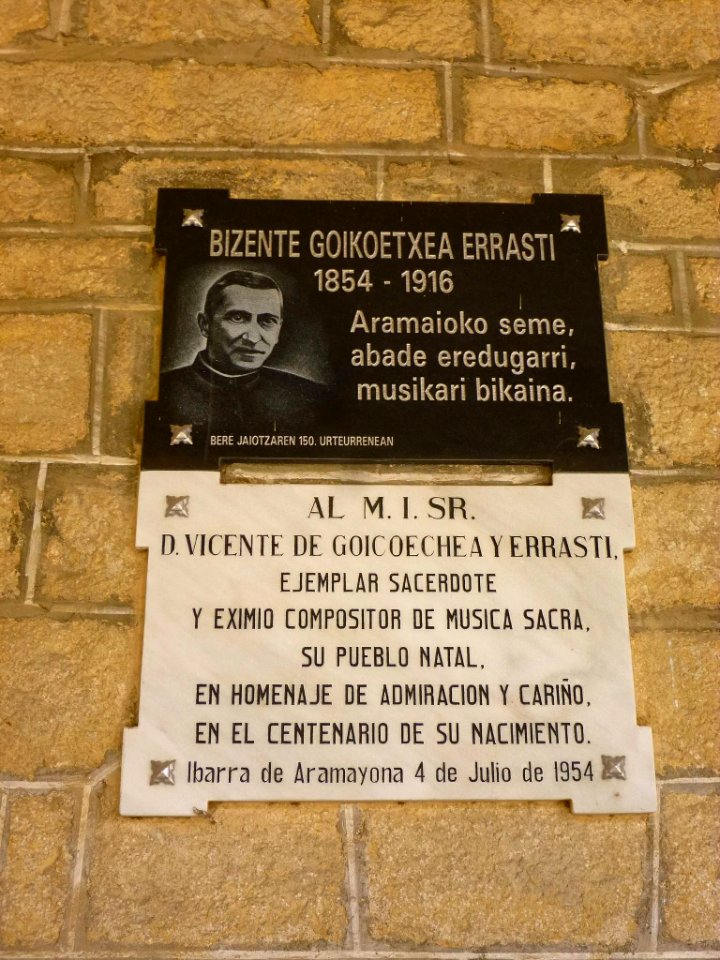 BIZENTE GOIKOETXEA ERRASTI
1854 - 1916
Aramaioko seme,
abade eredugarri,
musikari bikaina.
BERE JAIOTZAREN 150. URTEURRENEAN
AL M. I. SR.
D. VICENTE DE GOICOECHEA Y ERRASTI,
EJEMPLAR SACERDOTE
Y EXIMIO COMPOSITOR DE MUSICA SACRA,
SU PUEBLO NATAL,
EN HOMENAJE DE ADMIRACION Y CARIÑO,
EN EL CENTENARIO DE SU NACIMIENTO.
Ibarra de Aramayona 4 de Julio de 1954